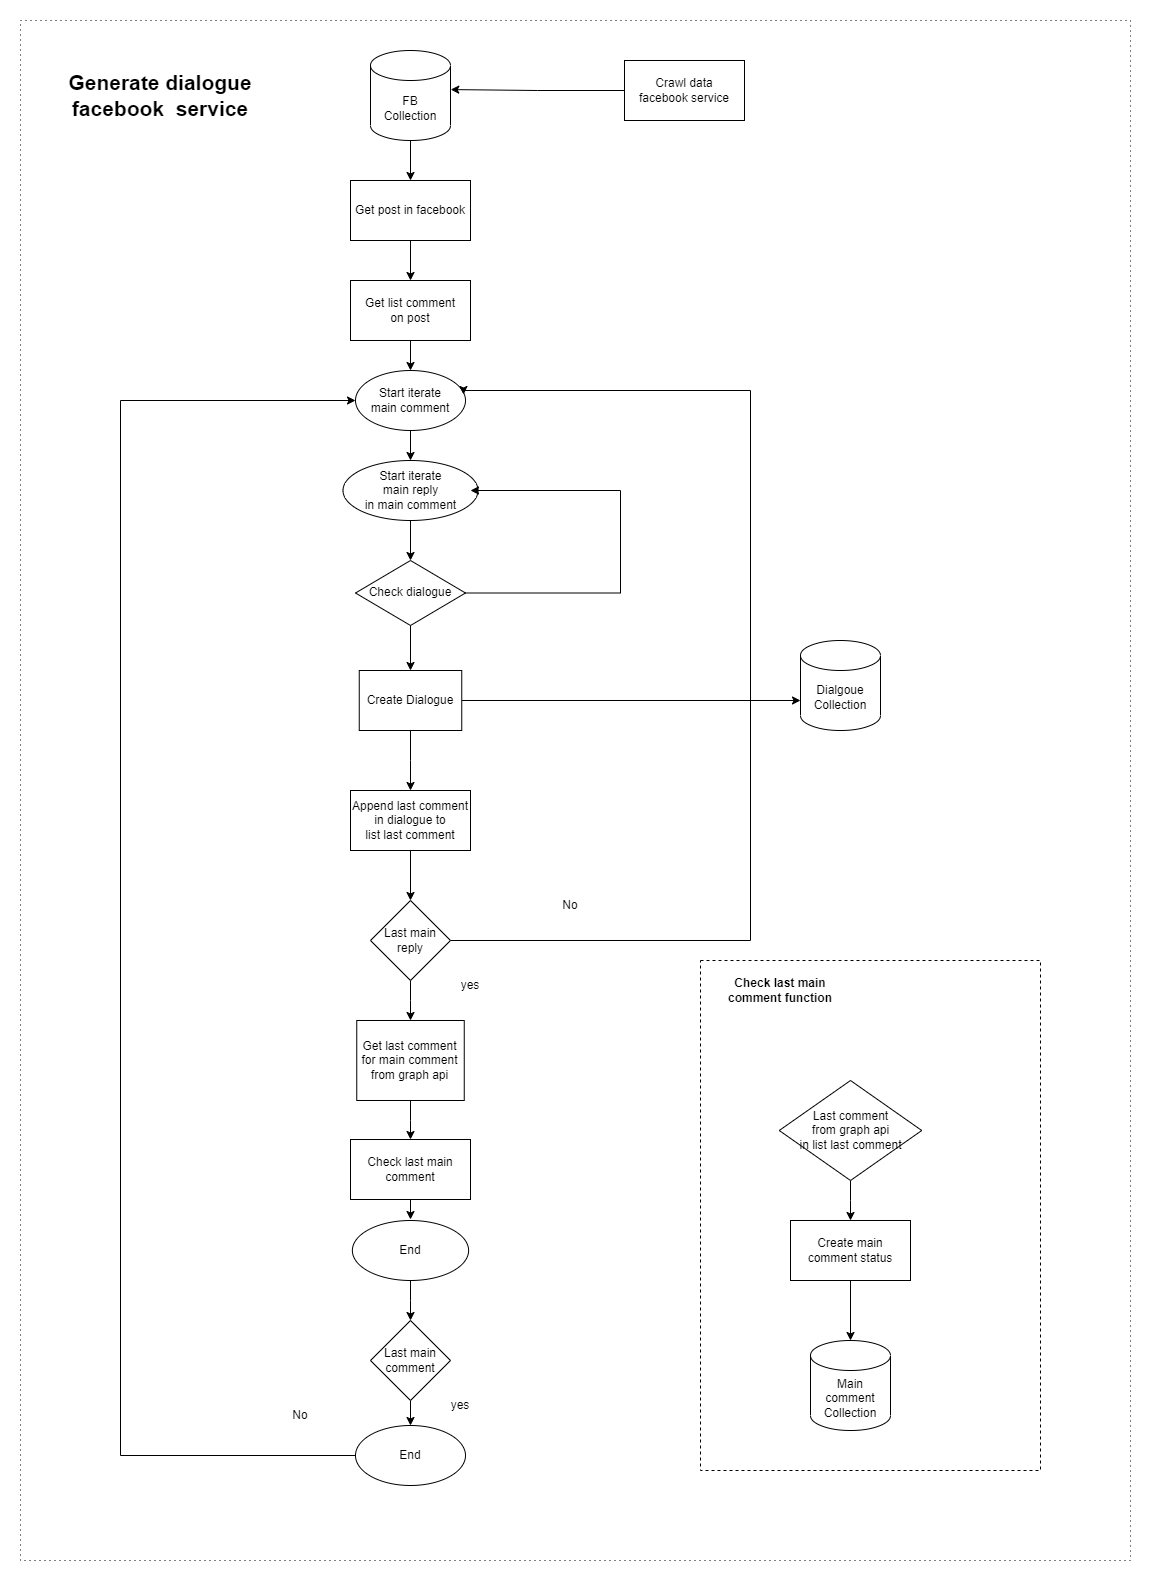 Generate dialogue
facebook service
FB
Collection
Crawl data
facebook service
Get post in facebook
Get list comment
on post
Start iterate
main comment
Start iterate
main reply
in main comment
Check dialogue
Create Dialogue
Dialgoue
Collection
Append last comment
in dialogue to
list last comment
No
Last main
reply
yes
Get last comment
for main comment
from graph api
Check last main
comment
End
Last main
comment
yes
No
End
Check last main
comment function
Last comment
from graph api
in list last comment
Create main
comment status
Main
comment
Collection